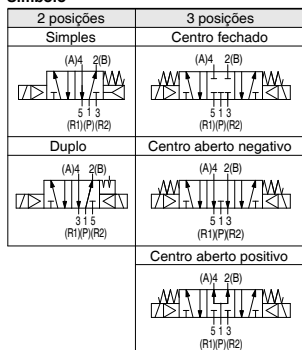 Símbolo
2 posições 3 posições
Simples Centro fechado
(A)4 2(B) (A)4 2(B)
5 1 3 5 1 3
(R1)(P)(R2) (R1)(P)(R2)
Duplo Centro aberto negativo
(A)4 2(B) (A)4 2(B)
3 1 5 5 1 3
(R1)(P)(R2) (R1)(P)(R2)
Centro aberto positivo
(A)4 2(B)
5 1 3
(R1)(P)(R2)